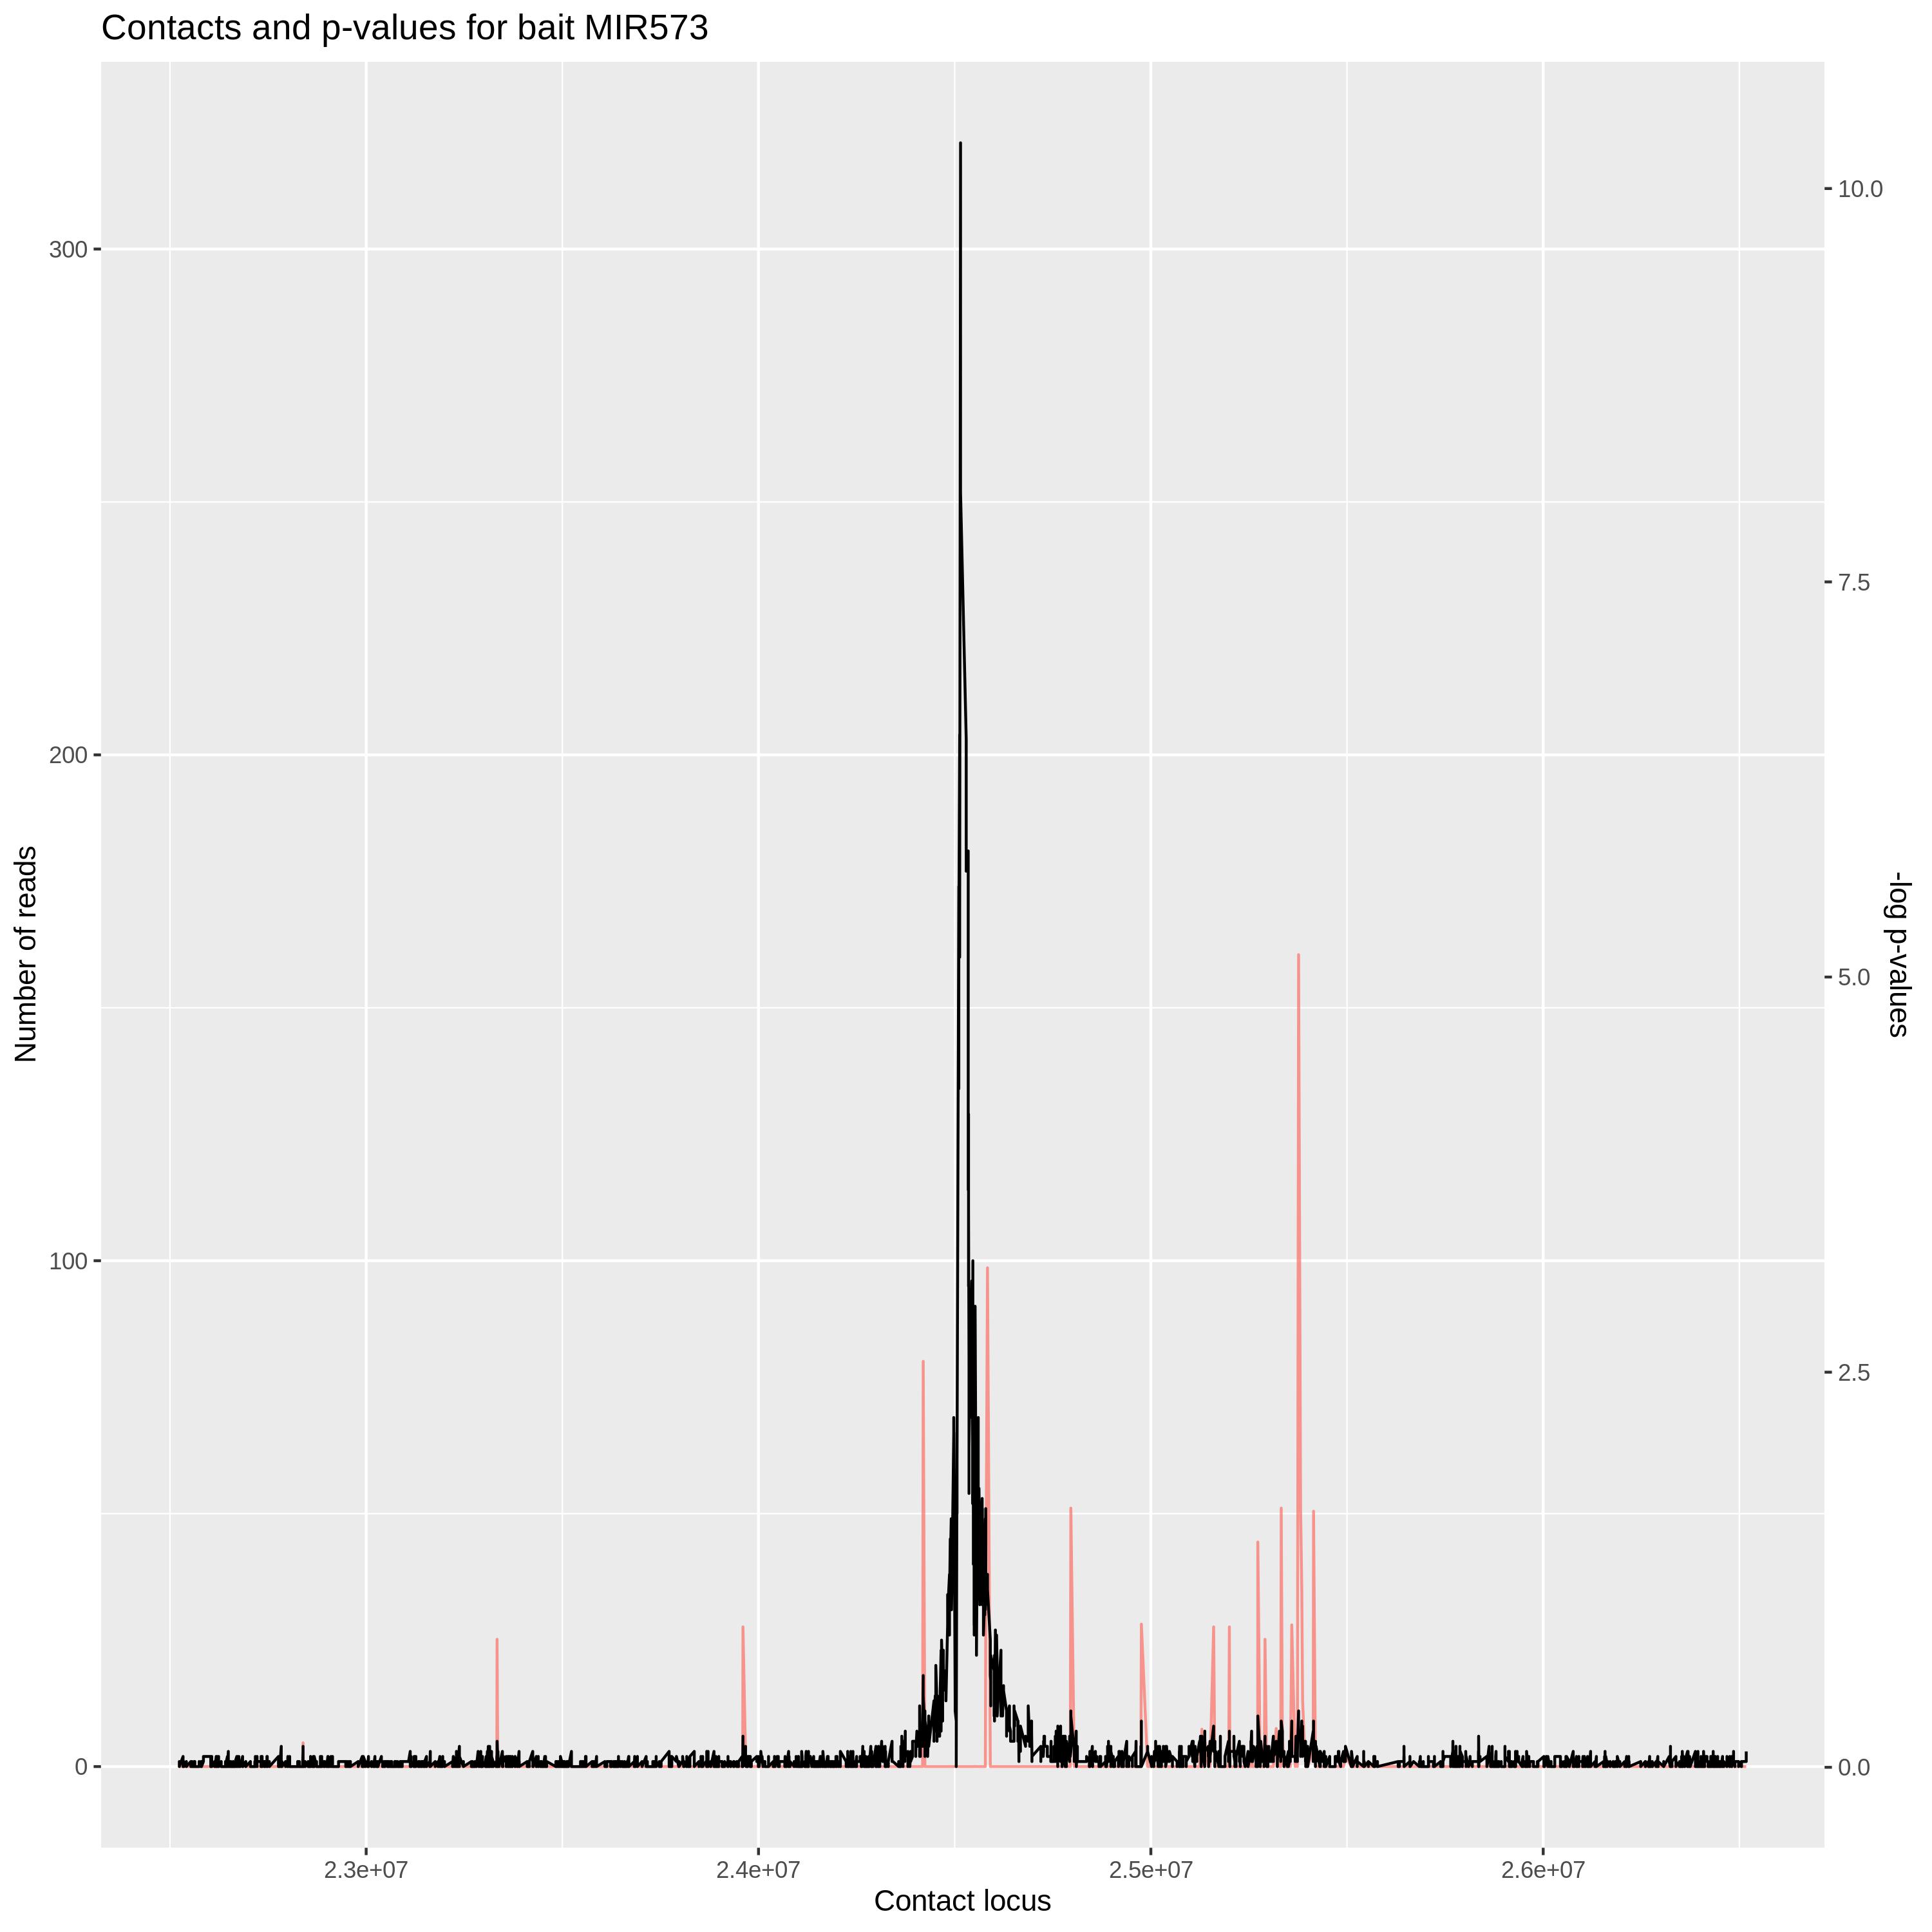 Contacts and p-values for bait MIR573
300
200
100
0
Number of reads
10.0
7.5
5.0
2.5
0.0
-log p-values
2.3e+07 2.4e+07 2.5e+07 2.6e+07
Contact locus